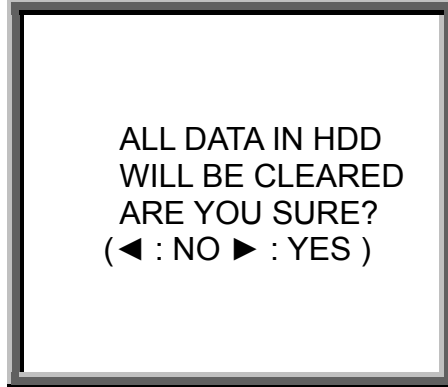 ALL DATA IN HDD
WILL BE CLEARED
ARE YOU SURE?
(◄ : NO ► : YES )